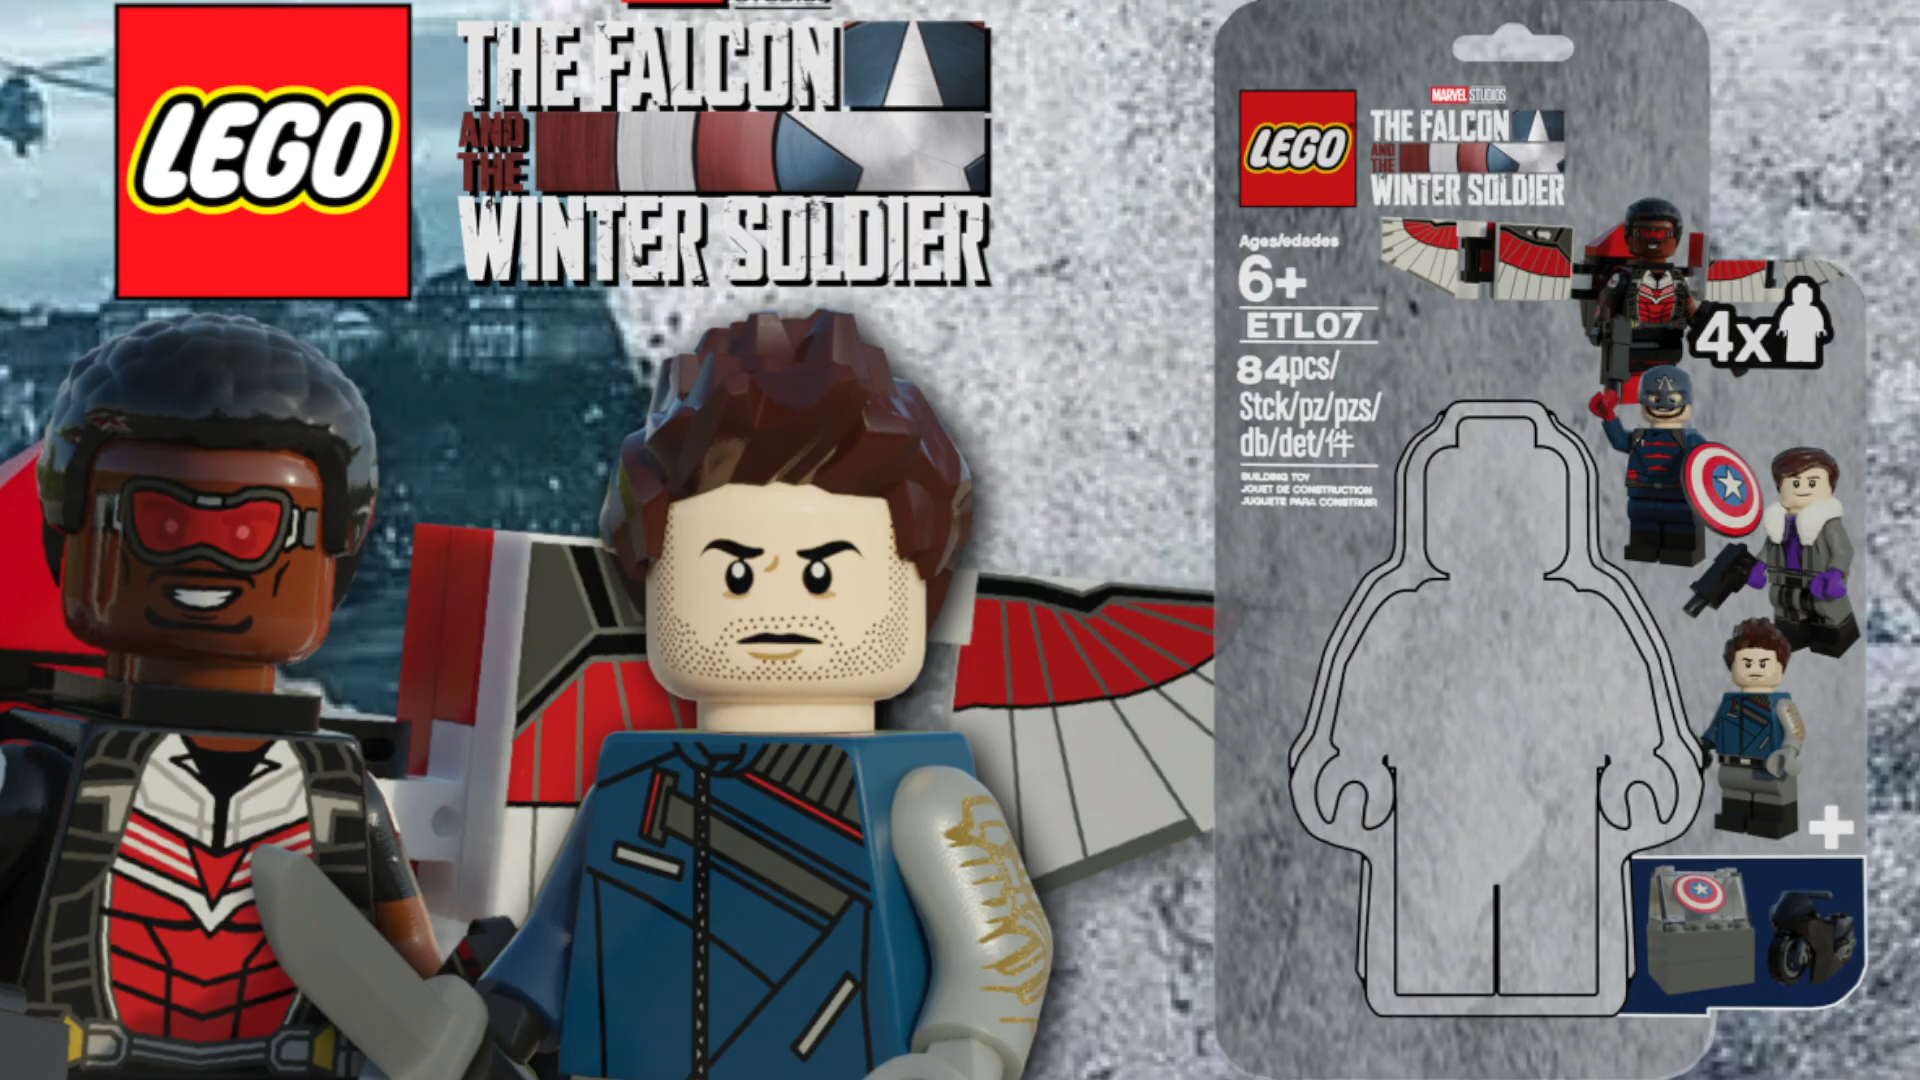 LEGO
THE FALCON
AND
THE
WINTER SOLDIER
MARVEL STUDIOS
LEGO
THE FALCON
AND
THE
WINTER SOLDIER
Ages/edades
6+
ETL07
84pcs/
Stck/pz/pzs/
db/det/件
BUILDING TOY
JOUET DE CONSTRUCTION
JUGUETE PARA CONSTRUIR
4x
+